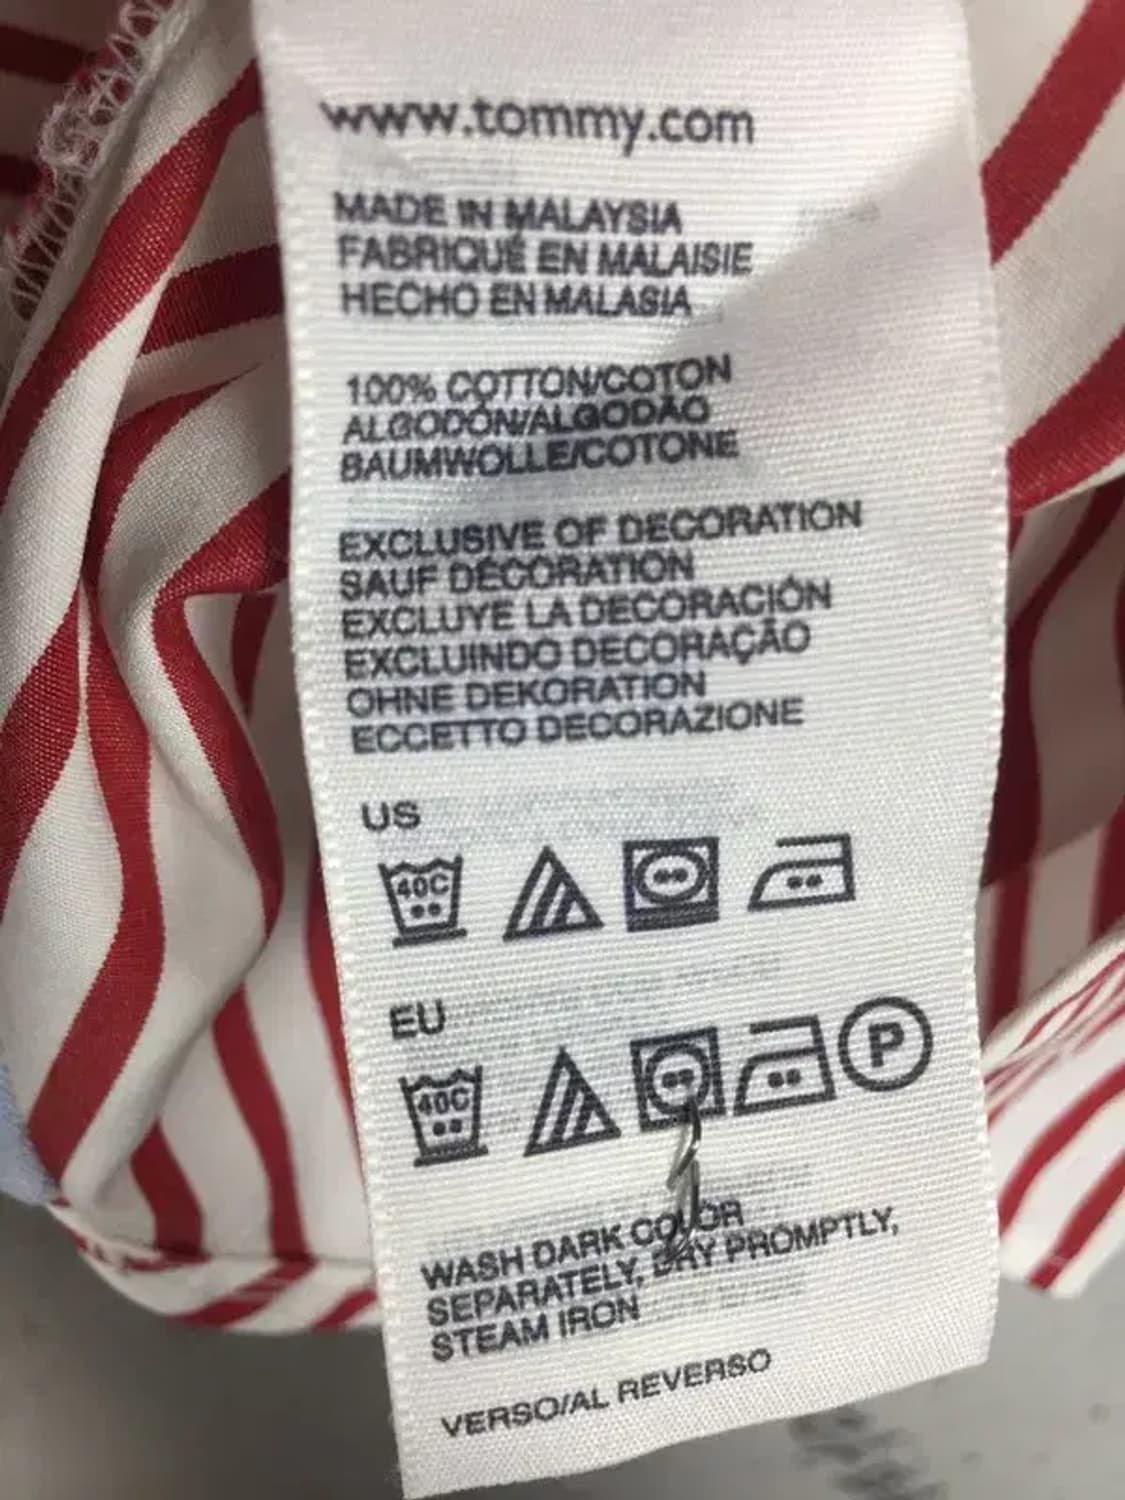 www.tommy.com
MADE IN MALAYSIA
FABRIQUÉ EN MALAISIE
HECHO EN MALASIA
100% COTTON/COTON
ALGODÓN/ALGODÃO
BAUMWOLLE/COTONE
EXCLUSIVE OF DECORATION
SAUF DÉCORATION
EXCLUYE LA DECORACIÓN
EXCLUINDO DECORAÇÃO
OHNE DEKORATION
ECCETTO DECORAZIONE
US
40C
EU
40C P
WASH DARK COLOR
SEPARATELY, DRY PROMPTLY,
STEAM IRON
VERSO/AL REVERSO